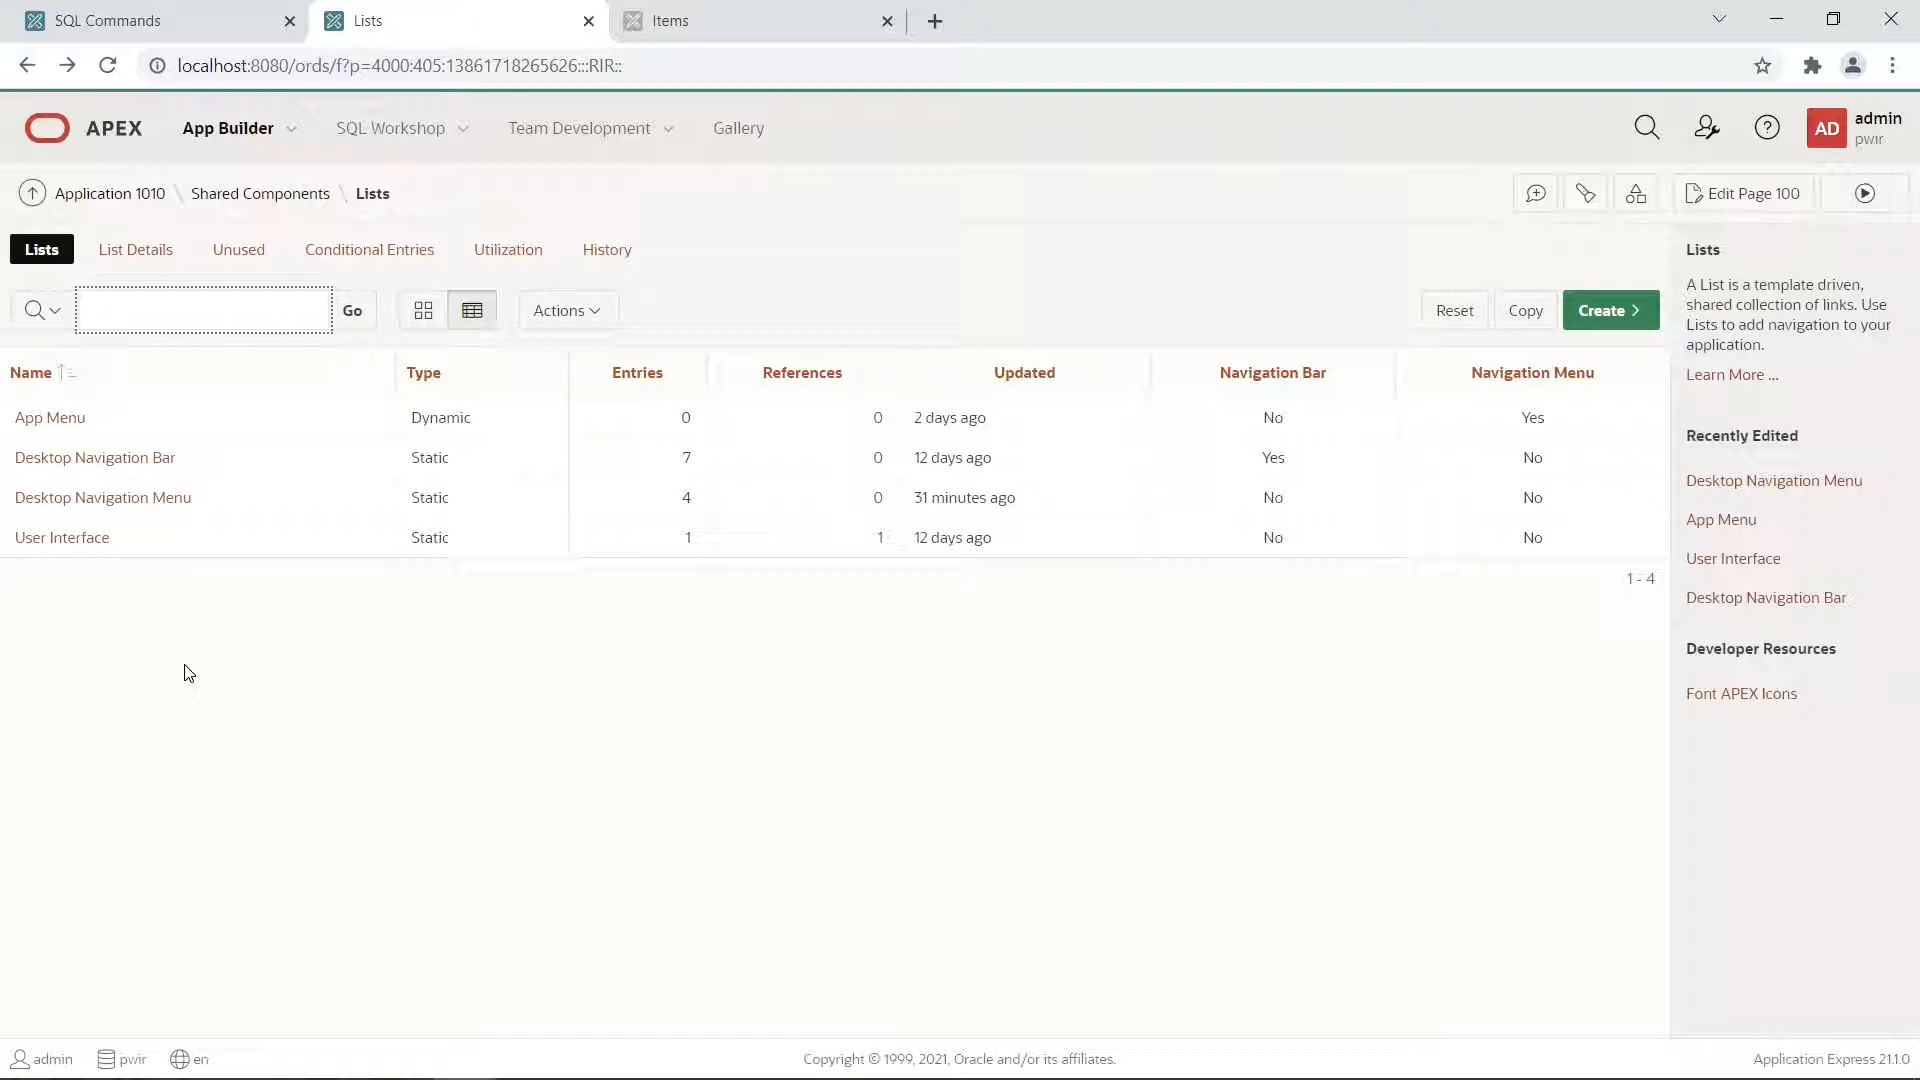 SQL Commands
Lists
Items
localhost:8080/ords/f?p=4000:405:13861718265626:::RIR::
APEX
App Builder
SQL Workshop
Team Development
Gallery
AD
admin
pwir
Application 1010 \ Shared Components \ Lists
Edit Page 100
Lists
List Details
Unused
Conditional Entries
Utilization
History
Go
Actions
Reset
Copy
Create
Name Type Entries References Updated Navigation Bar Navigation Menu
App Menu Dynamic 0 0 2 days ago No Yes
Desktop Navigation Bar Static 7 0 12 days ago Yes No
Desktop Navigation Menu Static 4 0 31 minutes ago No No
User Interface Static 1 1 12 days ago No No
1 - 4
Lists
A List is a template driven,
shared collection of links. Use
Lists to add navigation to your
application.
Learn More ...
Recently Edited
Desktop Navigation Menu
App Menu
User Interface
Desktop Navigation Bar
Developer Resources
Font APEX Icons
admin
pwir
en
Copyright © 1999, 2021, Oracle and/or its affiliates.
Application Express 21.1.0